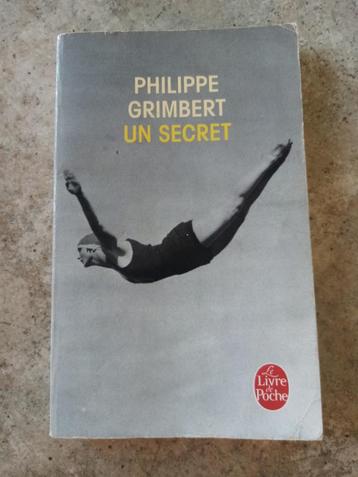 PHILIPPE
GRIMBERT
UN SECRET
Le
Livre
de
Poche